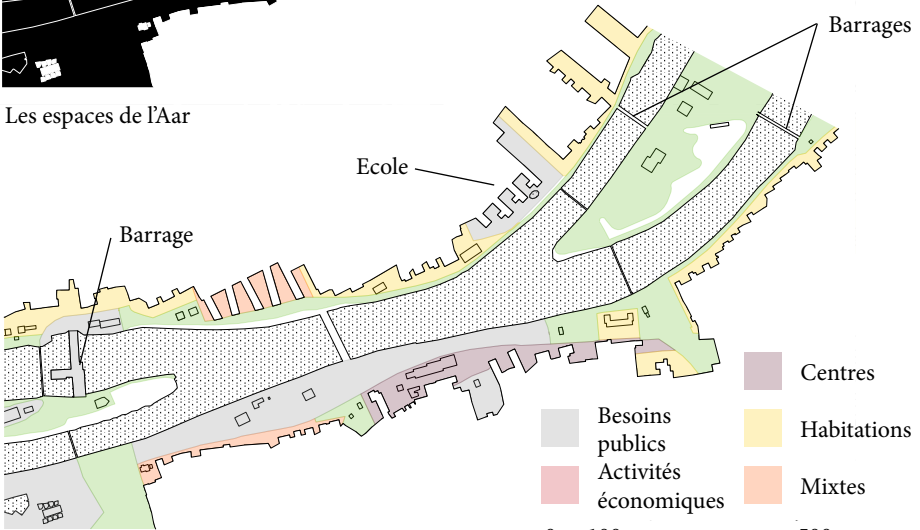 Barrages
Les espaces de l'Aar
Ecole
Barrage
Centres
Besoins
publics
Habitations
Activités
économiques
Mixtes